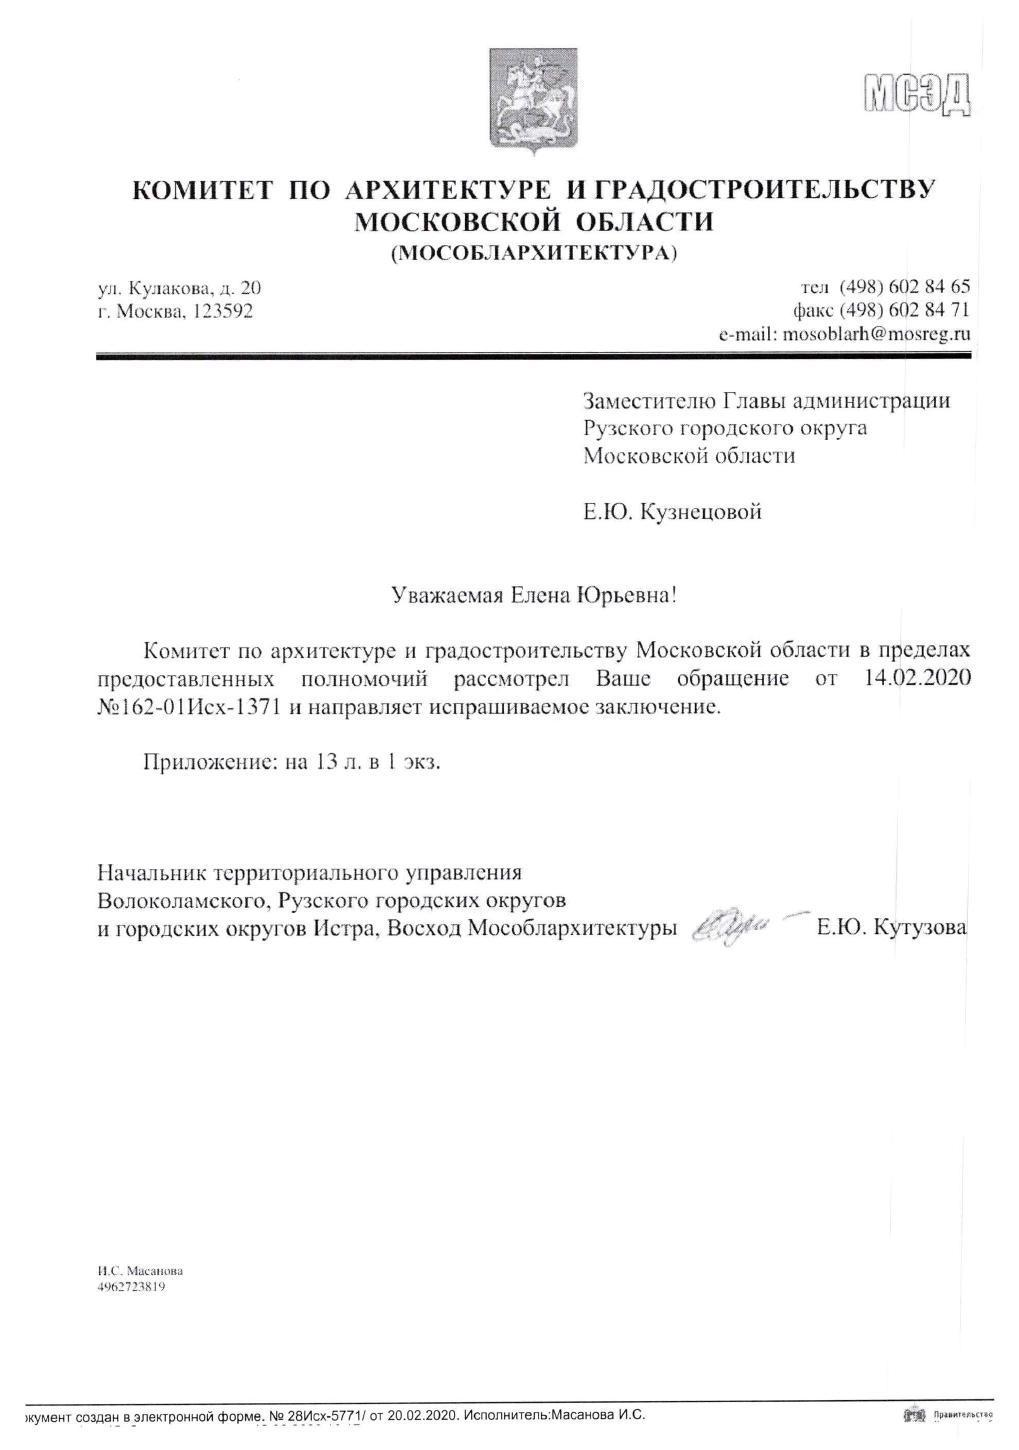 МСЭД
КОМИТЕТ ПО АРХИТЕКТУРЕ И ГРАДОСТРОИТЕЛЬСТВУ
МОСКОВСКОЙ ОБЛАСТИ
(МОСОБЛАРХИТЕКТУРА)
ул. Кулакова, д. 20
г. Москва, 123592
тел (498) 602 84 65
факс (498) 602 84 71
e-mail: mosoblarh@mosreg.ru
Заместителю Главы администрации
Рузского городского округа
Московской области
Е.Ю. Кузнецовой
Уважаемая Елена Юрьевна!
Комитет по архитектуре и градостроительству Московской области в пределах
предоставленных полномочий рассмотрел Ваше обращение от 14.02.2020
№162-01Исх-1371 и направляет испрашиваемое заключение.
Приложение: на 13 л. в 1 экз.
Начальник территориального управления
Волоколамского, Рузского городских округов
и городских округов Истра, Восход Мособлархитектуры Е.Ю. Кутузова
И.С. Масанова
4962723819
окумент создан в электронной форме. № 28Исх-5771/ от 20.02.2020. Исполнитель:Масанова И.С.
Правительство